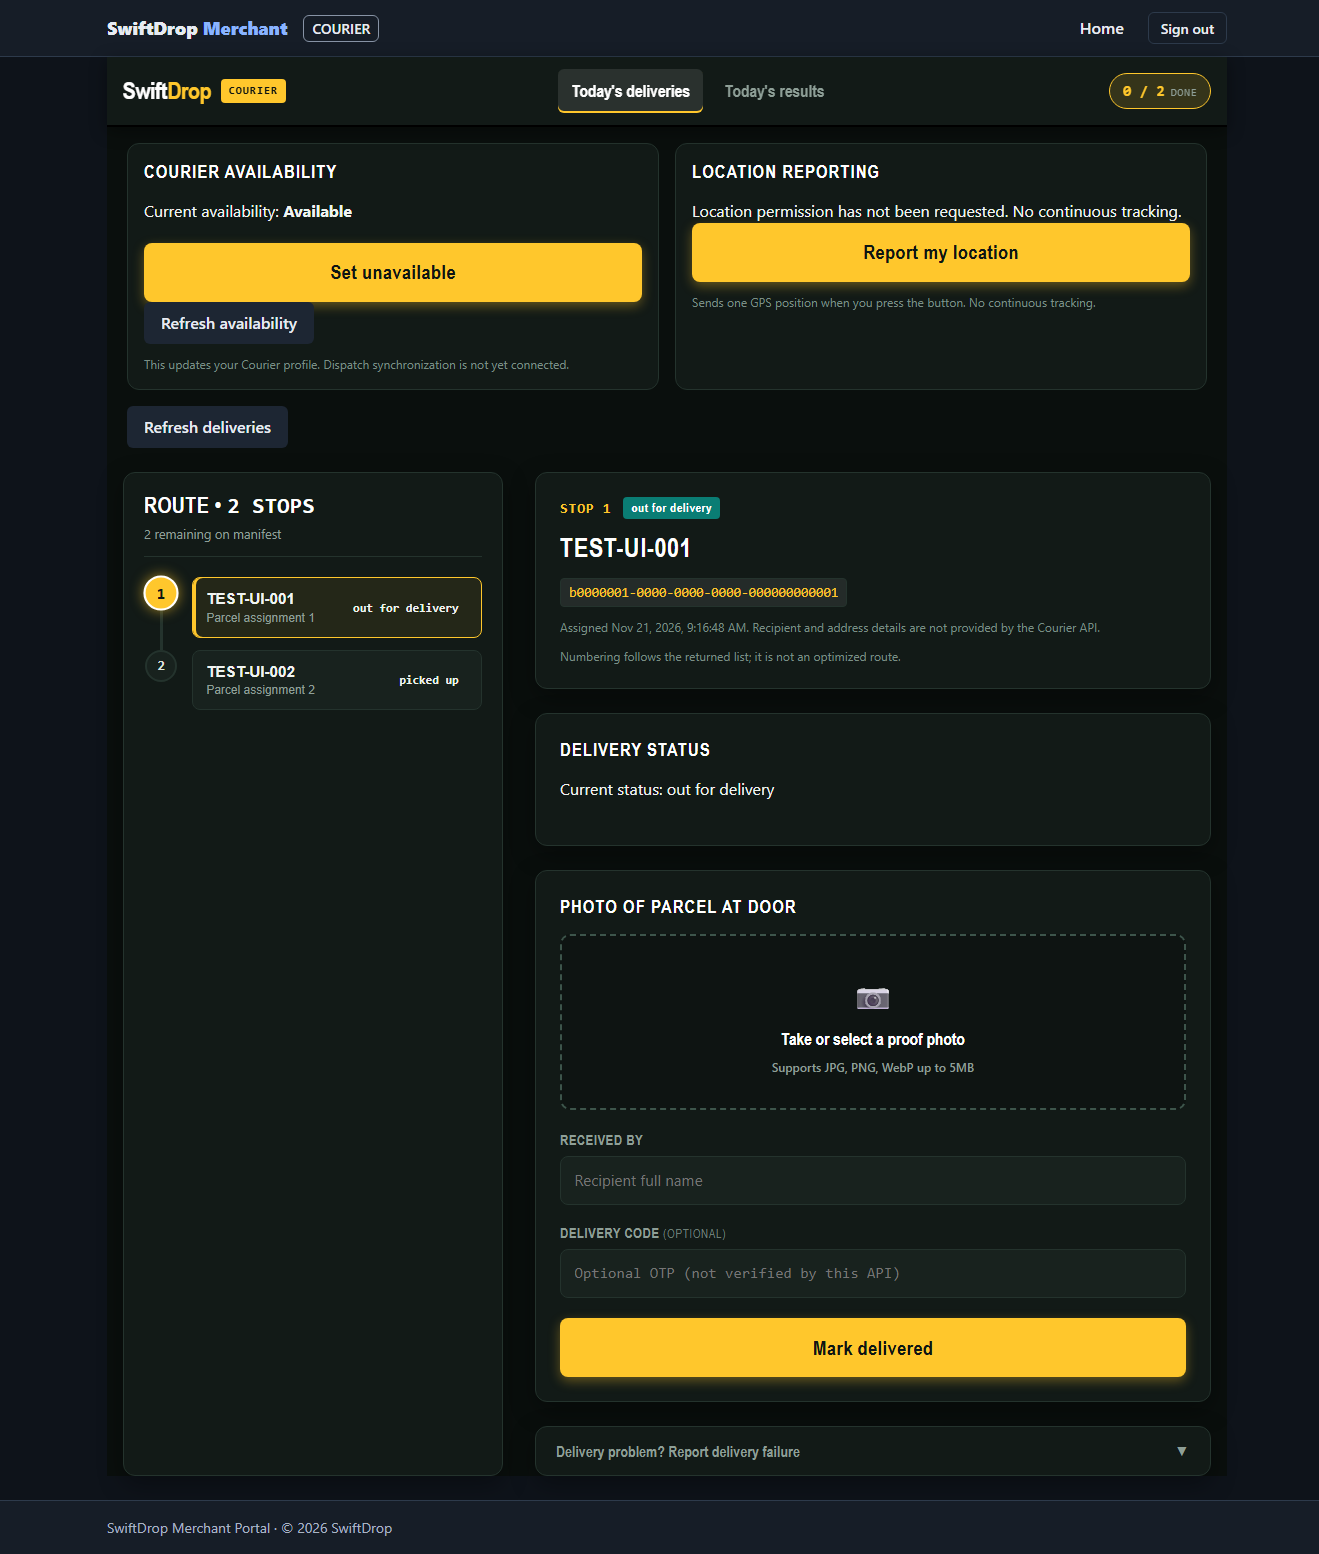 SwiftDrop Merchant COURIER Home Sign out
SwiftDrop COURIER Today's deliveries Today's results 0 / 2 DONE
COURIER AVAILABILITY
Current availability: Available
Set unavailable
Refresh availability
This updates your Courier profile. Dispatch synchronization is not yet connected.
LOCATION REPORTING
Location permission has not been requested. No continuous tracking.
Report my location
Sends one GPS position when you press the button. No continuous tracking.
Refresh deliveries
ROUTE • 2 STOPS
2 remaining on manifest
1 TEST-UI-001
Parcel assignment 1
out for delivery
2 TEST-UI-002
Parcel assignment 2
picked up
STOP 1 out for delivery
TEST-UI-001
b0000001-0000-0000-0000-000000000001
Assigned Nov 21, 2026, 9:16:48 AM. Recipient and address details are not provided by the Courier API.
Numbering follows the returned list; it is not an optimized route.
DELIVERY STATUS
Current status: out for delivery
PHOTO OF PARCEL AT DOOR
Take or select a proof photo
Supports JPG, PNG, WebP up to 5MB
RECEIVED BY
Recipient full name
DELIVERY CODE (OPTIONAL)
Optional OTP (not verified by this API)
Mark delivered
Delivery problem? Report delivery failure ▼
SwiftDrop Merchant Portal · © 2026 SwiftDrop